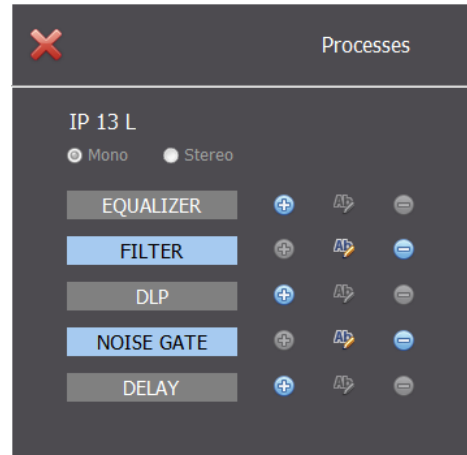 Processes
IP 13 L
Mono Stereo
EQUALIZER
FILTER
DLP
NOISE GATE
DELAY